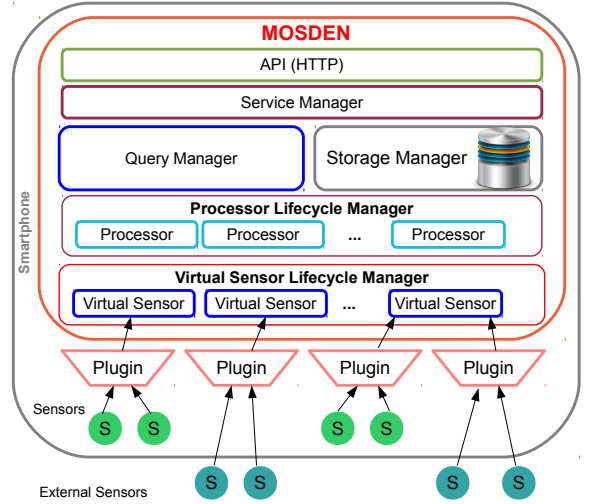 MOSDEN
API (HTTP)
Service Manager
Query Manager
Storage Manager
Smartphone
Processor Lifecycle Manager
Processor Processor ... Processor
Virtual Sensor Lifecycle Manager
Virtual Sensor Virtual Sensor ... Virtual Sensor
Plugin Plugin Plugin Plugin
Sensors S S S S
External Sensors S S S S